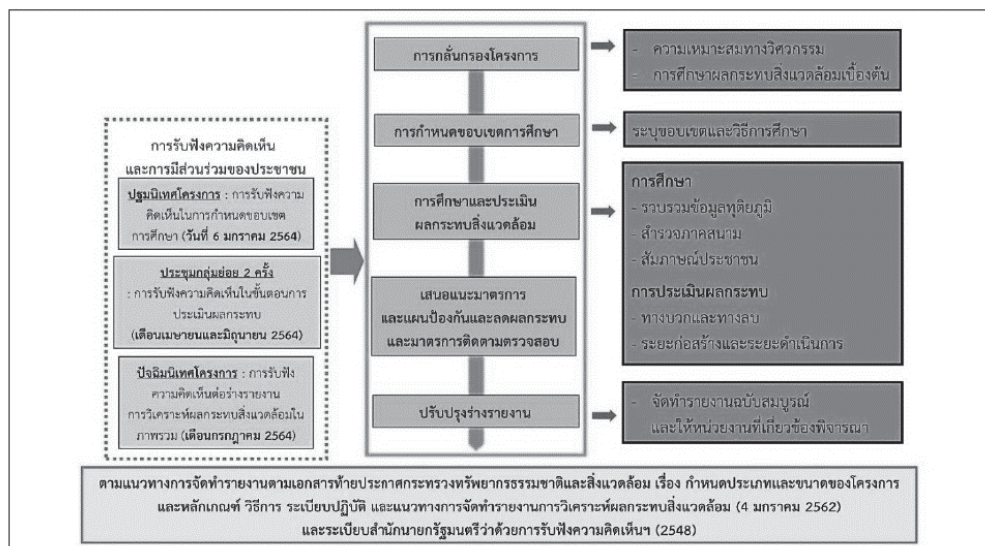 การกลั่นกรองโครงการ
- ความเหมาะสมทางวิศวกรรม
- การศึกษาผลกระทบสิ่งแวดล้อมเบื้องต้น
การกำหนดขอบเขตการศึกษา
ระบุขอบเขตและวิธีการศึกษา
การรับฟังความคิดเห็น
และการมีส่วนร่วมของประชาชน
ปฐมนิเทศโครงการ : การรับฟังความ
คิดเห็นในการกำหนดขอบเขต
การศึกษา (วันที่ 6 มกราคม 2564)
ประชุมกลุ่มย่อย 2 ครั้ง
: การรับฟังความคิดเห็นในขั้นตอนการ
ประเมินผลกระทบ
(เดือนเมษายนและมิถุนายน 2564)
ปัจฉิมนิเทศโครงการ : การรับฟัง
ความคิดเห็นต่อร่างรายงาน
การวิเคราะห์ผลกระทบสิ่งแวดล้อมใน
ภาพรวม (เดือนกรกฎาคม 2564)
การศึกษาและประเมิน
ผลกระทบสิ่งแวดล้อม
การศึกษา
- รวบรวมข้อมูลทุติยภูมิ
- สำรวจภาคสนาม
- สัมภาษณ์ประชาชน
การประเมินผลกระทบ
- ทางบวกและทางลบ
- ระยะก่อสร้างและระยะดำเนินการ
เสนอแนะมาตรการ
และแผนป้องกันและลดผลกระทบ
และมาตรการติดตามตรวจสอบ
ปรับปรุงร่างรายงาน
- จัดทำรายงานฉบับสมบูรณ์
และให้หน่วยงานที่เกี่ยวข้องพิจารณา
ตามแนวทางการจัดทำรายงานตามเอกสารท้ายประกาศกระทรวงทรัพยากรธรรมชาติและสิ่งแวดล้อม เรื่อง กำหนดประเภทและขนาดของโครงการ
และหลักเกณฑ์ วิธีการ ระเบียบปฏิบัติ และแนวทางการจัดทำรายงานการวิเคราะห์ผลกระทบสิ่งแวดล้อม (4 มกราคม 2562)
และระเบียบสำนักนายกรัฐมนตรีว่าด้วยการรับฟังความคิดเห็นฯ (2548)